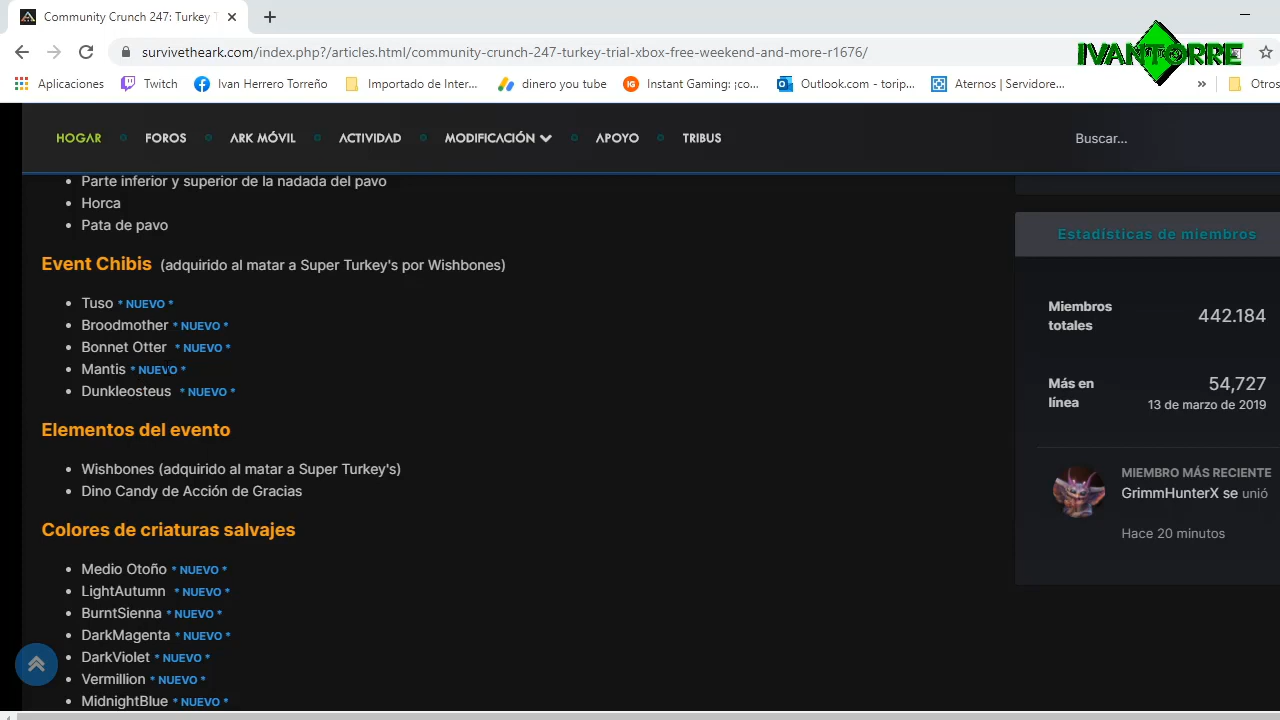 Community Crunch 247: Turkey T
survivetheark.com/index.php?/articles.html/community-crunch-247-turkey-trial-xbox-free-weekend-and-more-r1676/
IVANTORRE
Aplicaciones
Twitch
Ivan Herrero Torreño
Importado de Inter...
dinero you tube
Instant Gaming: ¡co...
Outlook.com - torip...
Aternos | Servidore...
»
Otros
HOGAR
FOROS
ARK MÓVIL
ACTIVIDAD
MODIFICACIÓN
APOYO
TRIBUS
Buscar...
• Parte inferior y superior de la nadada del pavo
• Horca
• Pata de pavo
Event Chibis (adquirido al matar a Super Turkey's por Wishbones)
• Tuso * NUEVO *
• Broodmother * NUEVO *
• Bonnet Otter * NUEVO *
• Mantis * NUEVO *
• Dunkleosteus * NUEVO *
Elementos del evento
• Wishbones (adquirido al matar a Super Turkey's)
• Dino Candy de Acción de Gracias
Colores de criaturas salvajes
• Medio Otoño * NUEVO *
• LightAutumn * NUEVO *
• BurntSienna * NUEVO *
• DarkMagenta * NUEVO *
• DarkViolet * NUEVO *
• Vermillion * NUEVO *
• MidnightBlue * NUEVO *
Estadísticas de miembros
Miembros totales 442.184
Más en línea 54,727
13 de marzo de 2019
MIEMBRO MÁS RECIENTE
GrimmHunterX se unió
Hace 20 minutos